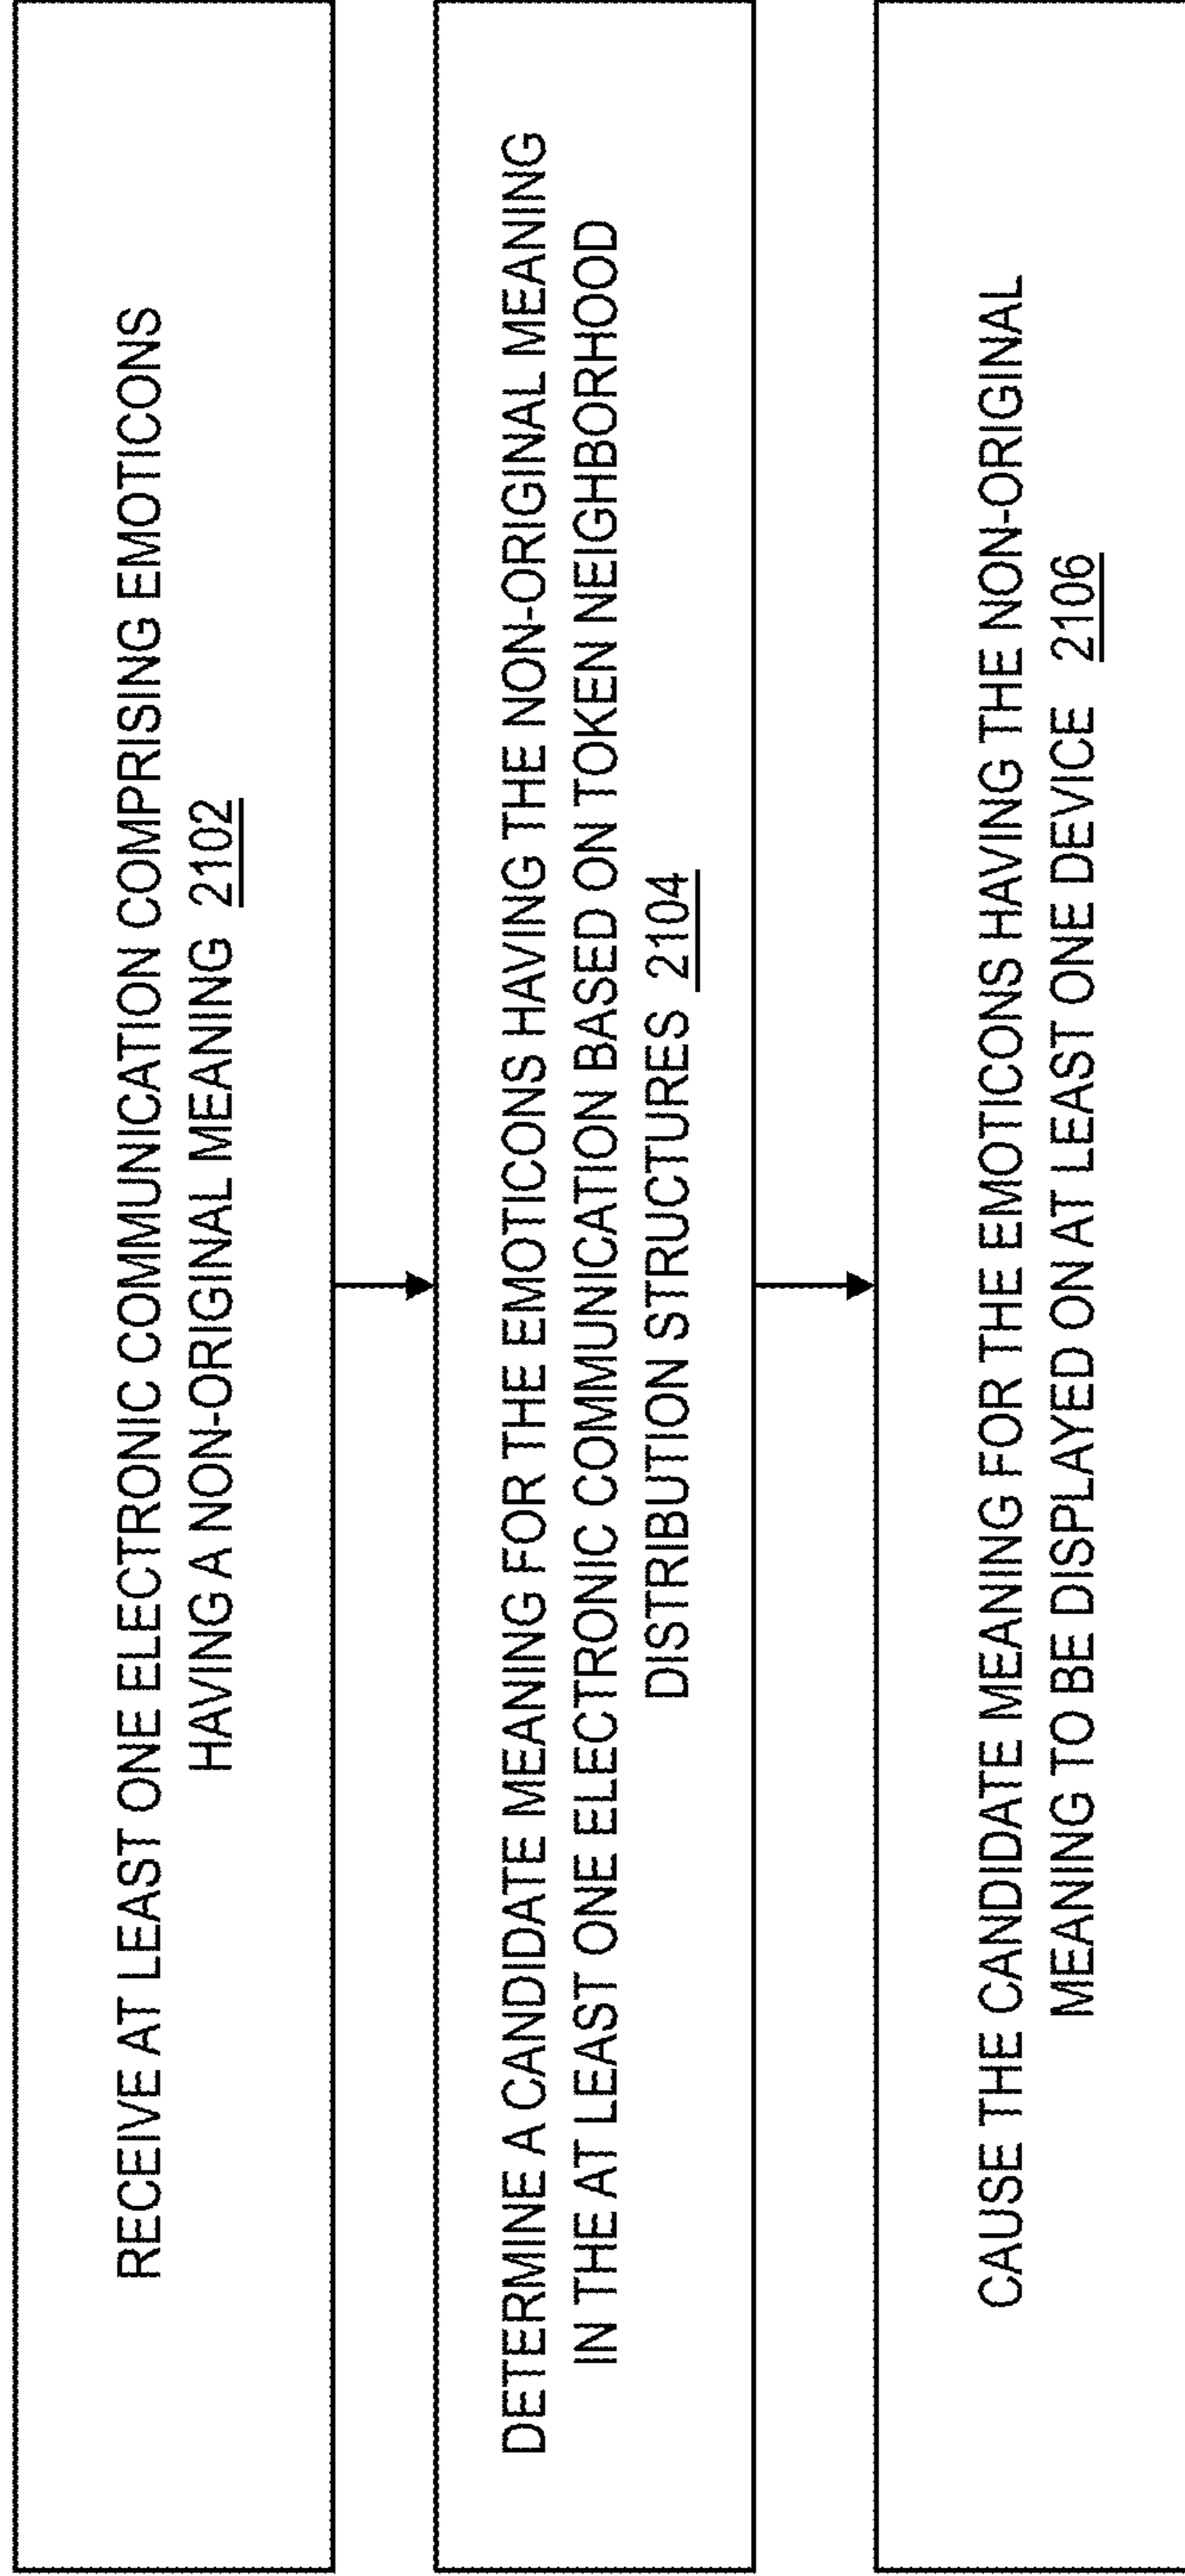 RECEIVE AT LEAST ONE ELECTRONIC COMMUNICATION COMPRISING EMOTICONS
HAVING A NON-ORIGINAL MEANING 2102
DETERMINE A CANDIDATE MEANING FOR THE EMOTICONS HAVING THE NON-ORIGINAL MEANING
IN THE AT LEAST ONE ELECTRONIC COMMUNICATION BASED ON TOKEN NEIGHBORHOOD
DISTRIBUTION STRUCTURES 2104
CAUSE THE CANDIDATE MEANING FOR THE EMOTICONS HAVING THE NON-ORIGINAL
MEANING TO BE DISPLAYED ON AT LEAST ONE DEVICE 2106